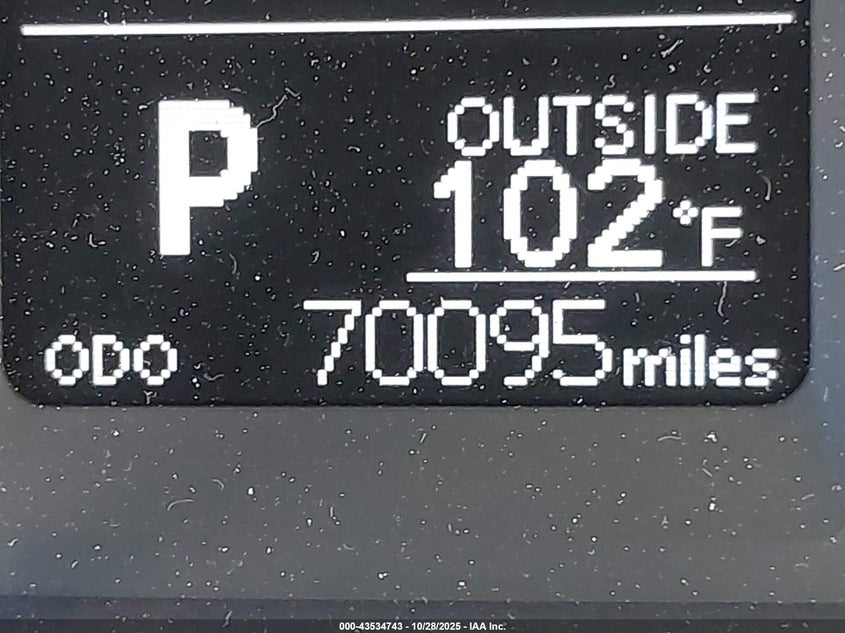 P
OUTSIDE
102°F
ODO 70095 miles
000-43534743 - 10/28/2025 - IAA Inc.